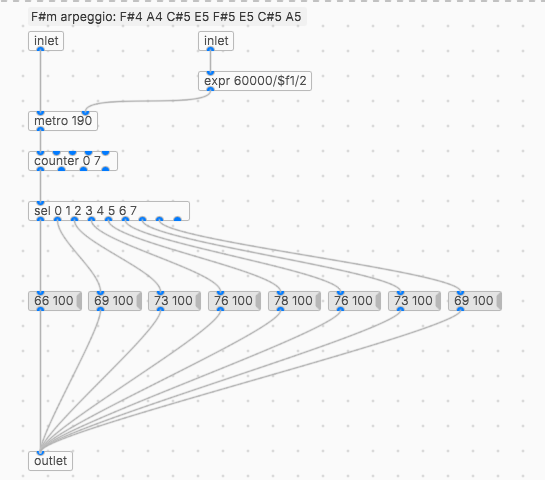 F#m arpeggio: F#4 A4 C#5 E5 F#5 E5 C#5 A5
inlet inlet
expr 60000/$f1/2
metro 190
counter 0 7
sel 0 1 2 3 4 5 6 7
66 100 69 100 73 100 76 100 78 100 76 100 73 100 69 100
outlet